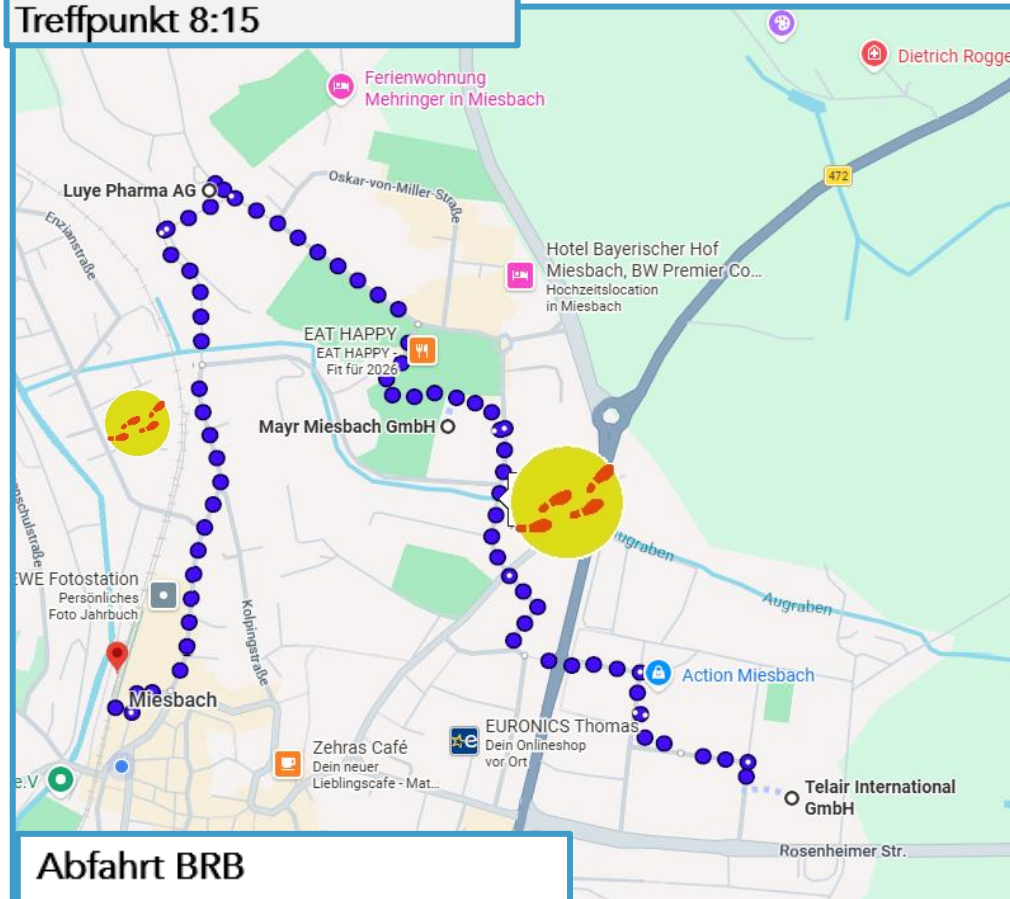 Treffpunkt 8:15
Dietrich Rogge
Ferienwohnung
Mehringer in Miesbach
472
Luye Pharma AG
Oskar-von-Miller-Straße
Enzianstraße
Hotel Bayerischer Hof
Miesbach, BW Premier Co...
Hochzeitslocation
in Miesbach
EAT HAPPY
EAT HAPPY -
Fit für 2026
Mayr Miesbach GmbH
enschulstraße
ugraben
EWE Fotostation
Persönliches
Foto Jahrbuch
Augraben
Kolpingstraße
Action Miesbach
Miesbach
EURONICS Thomas
Dein Onlineshop
vor Ort
e
Zehras Café
Dein neuer
Lieblingscafe - Mat...
e.V
Telair International
GmbH
Rosenheimer Str.
Abfahrt BRB